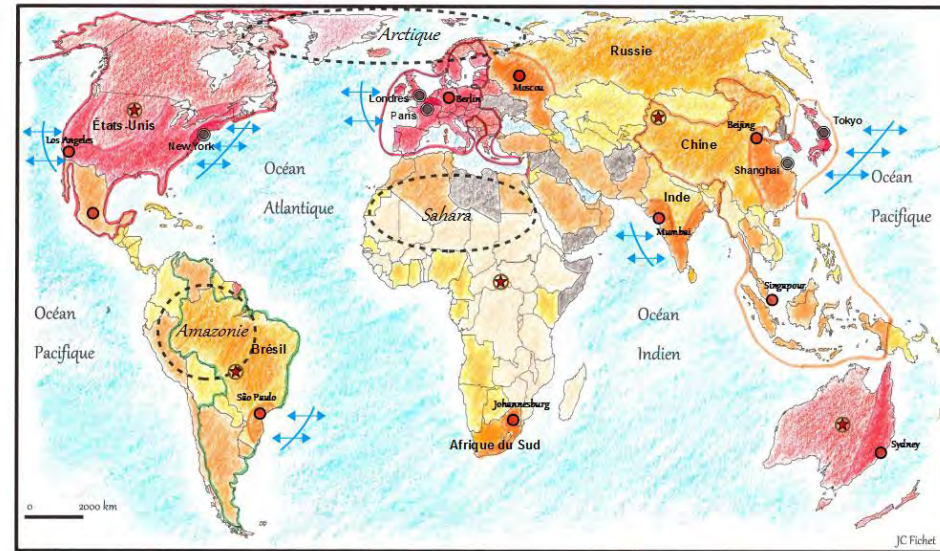 Arctique
Russie
Moscou
Londres
Berlin
Paris
États-Unis
Los Angeles
New York
Beijing
Tokyo
Chine
Shanghai
Océan
Atlantique
Océan
Pacifique
Sahara
Inde
Mumbai
Singapour
Océan
Pacifique
Amazonie
Brésil
Océan
Indien
São Paulo
Johannesburg
Afrique du Sud
Sydney
0 2000 km
JC Fichet